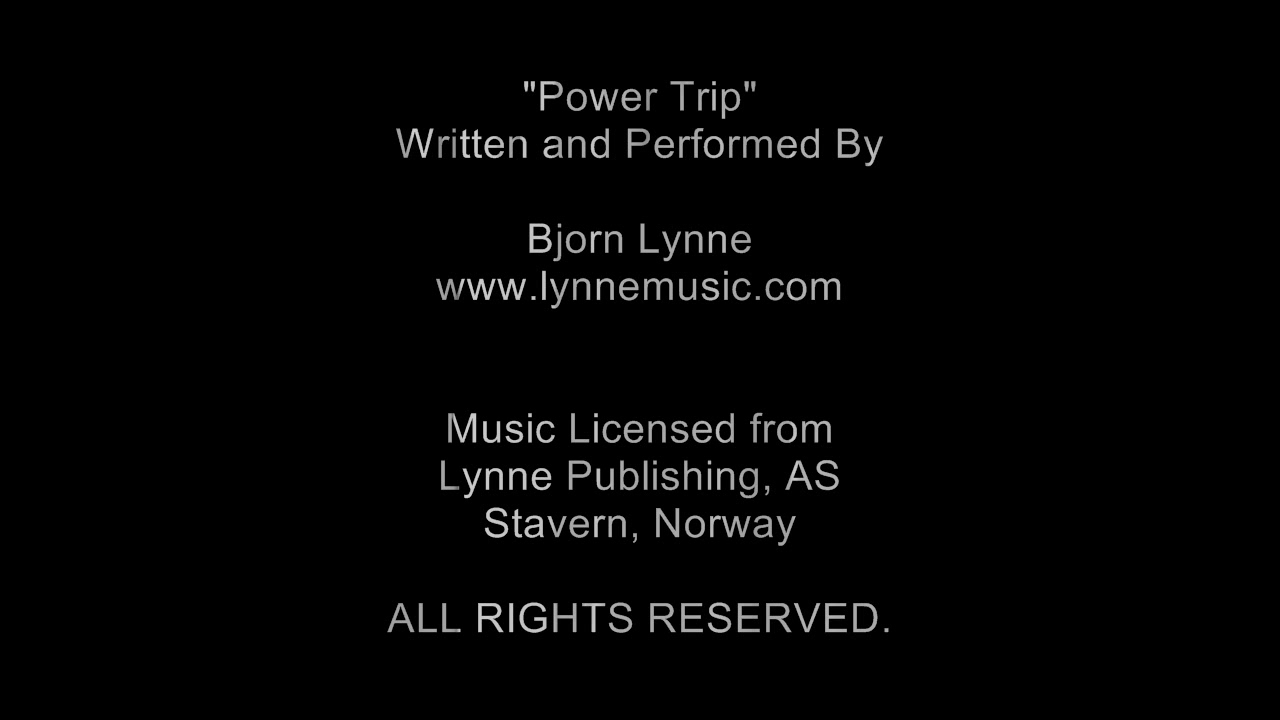 "Power Trip"
Written and Performed By
Bjorn Lynne
www.lynnemusic.com
Music Licensed from
Lynne Publishing, AS
Stavern, Norway
ALL RIGHTS RESERVED.